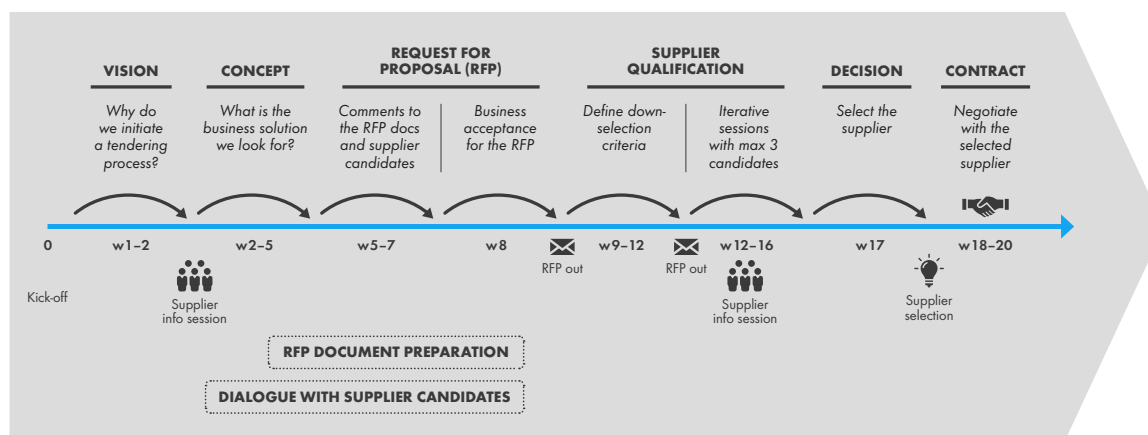 VISION
CONCEPT
REQUEST FOR
PROPOSAL (RFP)
SUPPLIER
QUALIFICATION
DECISION
CONTRACT
Why do
we initiate
a tendering
process?
What is the
business solution
we look for?
Comments to
the RFP docs
and supplier
candidates
Business
acceptance
for the RFP
Define down-
selection
criteria
Iterative
sessions
with max 3
candidates
Select the
supplier
Negotiate
with the
selected
supplier
0
w1–2
w2–5
w5–7
w8
w9–12
w12–16
w17
w18–20
Kick-off
Supplier
info session
RFP out
RFP out
Supplier
info session
Supplier
selection
RFP DOCUMENT PREPARATION
DIALOGUE WITH SUPPLIER CANDIDATES